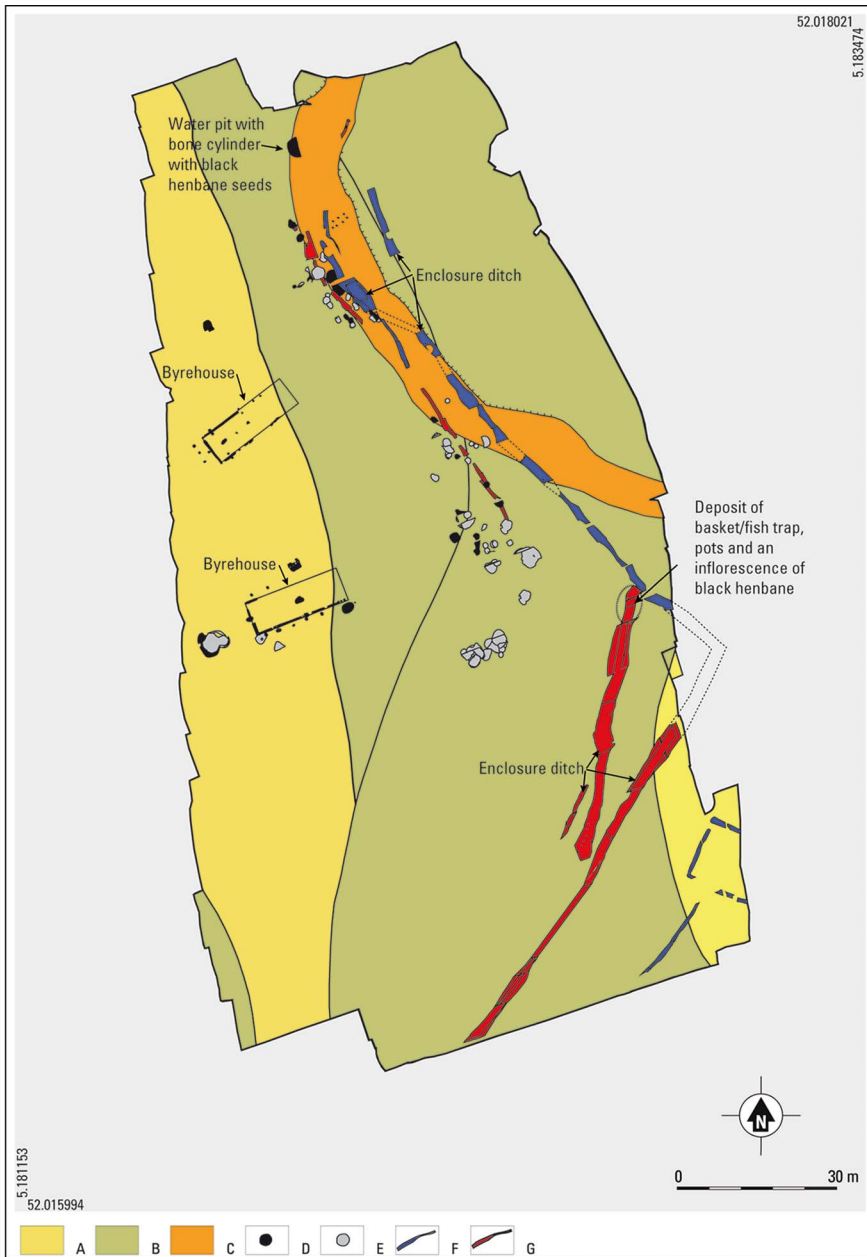 52.018021
5.183474
Water pit with
bone cylinder
with black
henbane seeds
Enclosure ditch
Byrehouse
Deposit of
basket/fish trap,
pots and an
inflorescence of
black henbane
Byrehouse
Enclosure ditch
N
5.181153
52.015994
0 30 m
A B C D E F G